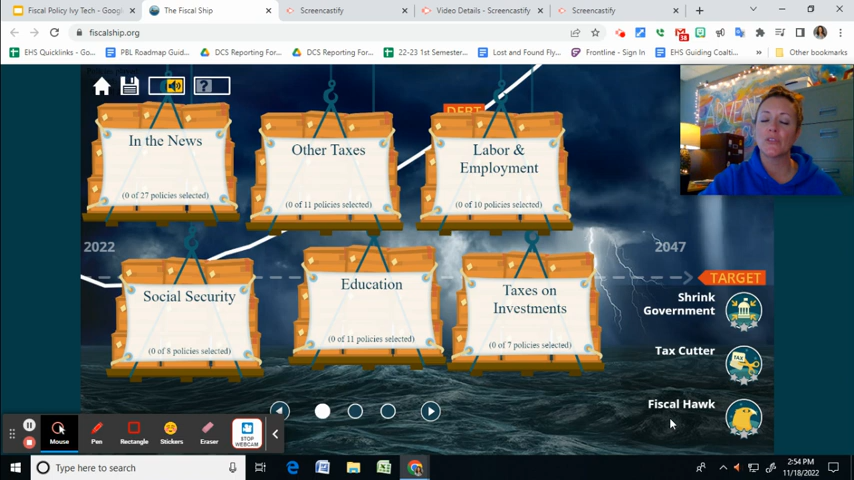 Fiscal Policy Ivy Tech - Googl
The Fiscal Ship
Screencastify
Video Details - Screencastify
Screencastify
fiscalship.org
EHS Quicklinks - Go...
PBL Roadmap Guid...
DCS Reporting For...
DCS Reporting For...
22-23 1st Semester...
Lost and Found Fly...
Frontline - Sign In
EHS Guiding Coaliti...
Other bookmarks
DEBT
In the News
(0 of 27 policies selected)
Other Taxes
(0 of 11 policies selected)
Labor &
Employment
(0 of 10 policies selected)
2022
2047
TARGET
Social Security
(0 of 8 policies selected)
Education
(0 of 11 policies selected)
Taxes on
Investments
(0 of 7 policies selected)
Shrink
Government
Tax Cutter
TAX
Fiscal Hawk
Mouse
Pen
Rectangle
Stickers
Eraser
STOP
WEBCAM
Type here to search
2:54 PM
11/18/2022